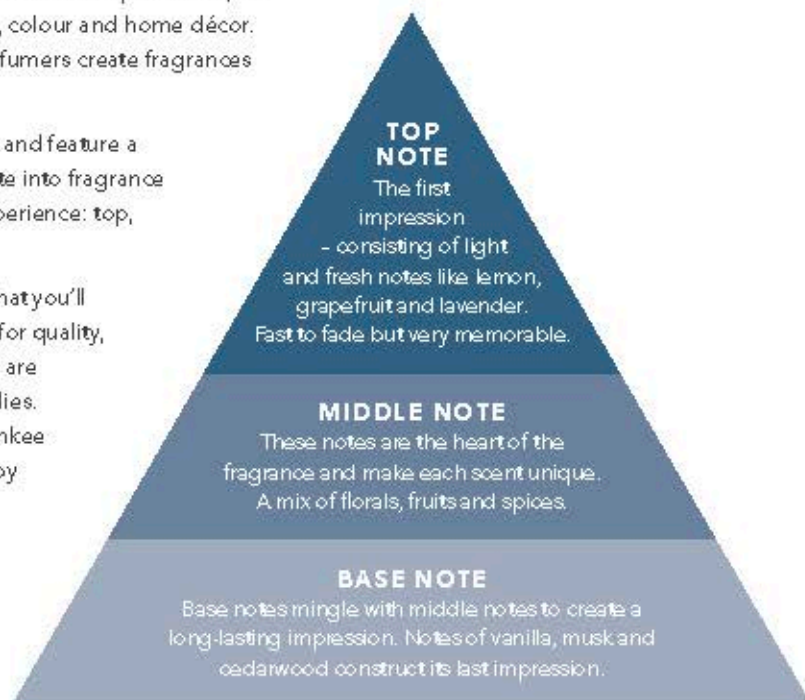 , colour and home décor.
fumers create fragrances
and feature a
te into fragrance
perience: top,
hat you'll
for quality,
are
lies.
nkee
by
TOP
NOTE
The first
impression
– consisting of light
and fresh notes like lemon,
grapefruit and lavender.
Fast to fade but very memorable.
MIDDLE NOTE
These notes are the heart of the
fragrance and make each scent unique.
A mix of florals, fruits and spices.
BASE NOTE
Base notes mingle with middle notes to create a
long-lasting impression. Notes of vanilla, musk and
cedarwood construct its last impression.